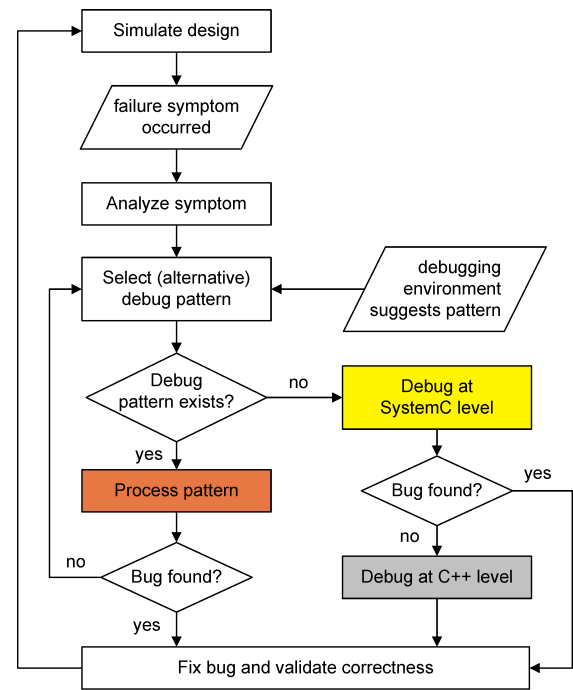 Simulate design
failure symptom
occurred
Analyze symptom
Select (alternative)
debug pattern
debugging
environment
suggests pattern
Debug
pattern exists?
no
Debug at
SystemC level
yes
Process pattern
Bug found?
yes
no
Bug found?
no
Debug at C++ level
yes
Fix bug and validate correctness